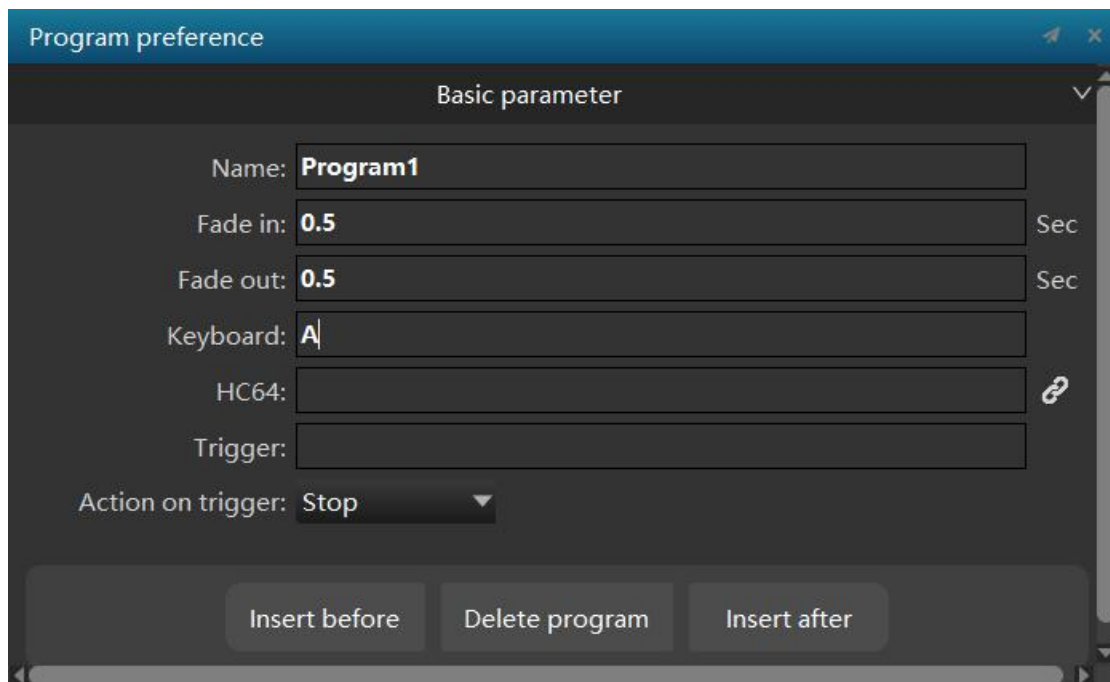 Program preference
Basic parameter
Name: Program1
Fade in: 0.5 Sec
Fade out: 0.5 Sec
Keyboard: A
HC64:
Trigger:
Action on trigger: Stop
Insert before Delete program Insert after